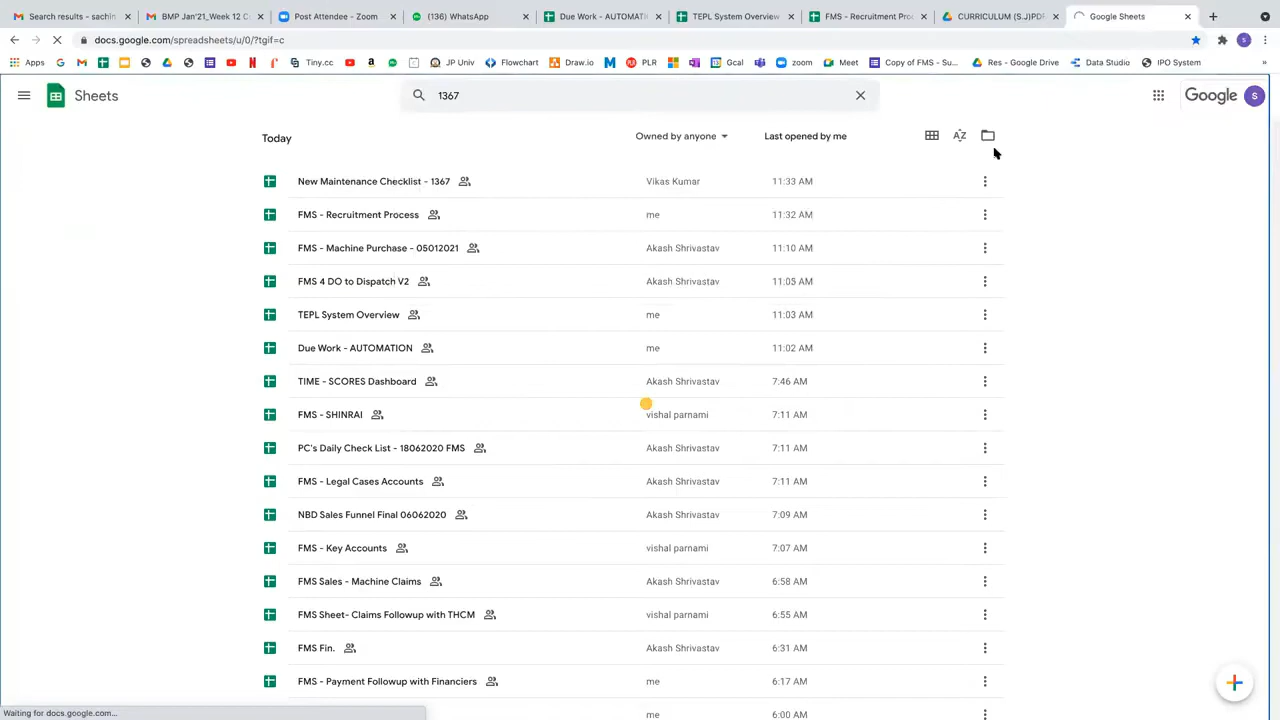 Search results - sachin
BMP Jan'21_Week 12 C
Post Attendee - Zoom
(136) WhatsApp
Due Work - AUTOMATI
TEPL System Overview
FMS - Recruitment Proc
CURRICULUM (S.J)PDF
Google Sheets
docs.google.com/spreadsheets/u/0/?tgif=c
S
Apps
Tiny.cc
JP Univ
Flowchart
Draw.io
PLR
Gcal
zoom
Meet
Copy of FMS - Su...
Res - Google Drive
Data Studio
IPO System
Sheets
1367
Google
S
Today
Owned by anyone
Last opened by me
New Maintenance Checklist - 1367 Vikas Kumar 11:33 AM
FMS - Recruitment Process me 11:32 AM
FMS - Machine Purchase - 05012021 Akash Shrivastav 11:10 AM
FMS 4 DO to Dispatch V2 Akash Shrivastav 11:05 AM
TEPL System Overview me 11:03 AM
Due Work - AUTOMATION me 11:02 AM
TIME - SCORES Dashboard Akash Shrivastav 7:46 AM
FMS - SHINRAI vishal parnami 7:11 AM
PC's Daily Check List - 18062020 FMS Akash Shrivastav 7:11 AM
FMS - Legal Cases Accounts Akash Shrivastav 7:11 AM
NBD Sales Funnel Final 06062020 Akash Shrivastav 7:09 AM
FMS - Key Accounts vishal parnami 7:07 AM
FMS Sales - Machine Claims Akash Shrivastav 6:58 AM
FMS Sheet- Claims Followup with THCM vishal parnami 6:55 AM
FMS Fin. Akash Shrivastav 6:31 AM
FMS - Payment Followup with Financiers me 6:17 AM
me 6:00 AM
Waiting for docs.google.com...